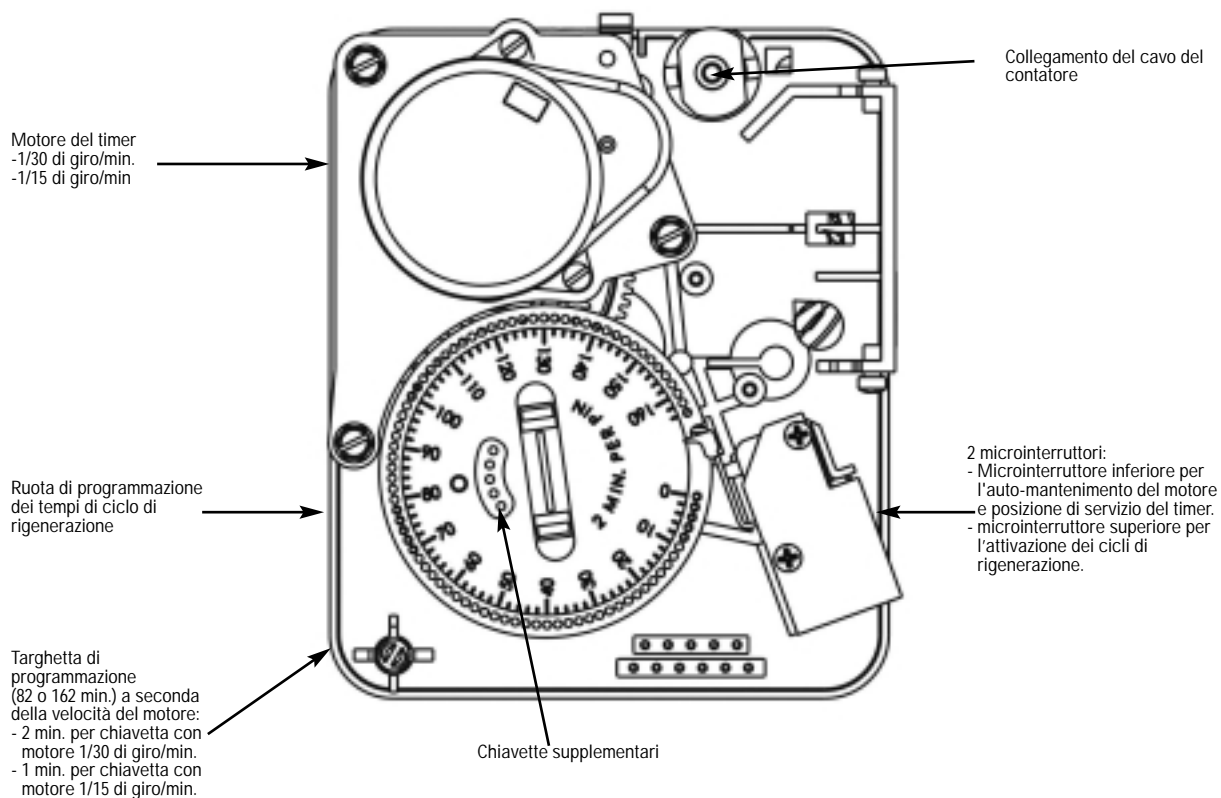 Collegamento del cavo del
contatore
Motore del timer
-1/30 di giro/min.
-1/15 di giro/min
Ruota di programmazione
dei tempi di ciclo di
rigenerazione
2 microinterruttori:
- Microinterruttore inferiore per
l'auto-mantenimento del motore
e posizione di servizio del timer.
- microinterruttore superiore per
l'attivazione dei cicli di
rigenerazione.
Targhetta di
programmazione
(82 o 162 min.) a seconda
della velocità del motore:
- 2 min. per chiavetta con
motore 1/30 di giro/min.
- 1 min. per chiavetta con
motore 1/15 di giro/min.
Chiavette supplementari
0
10
20
30
40
50
60
70
80
90
100
110
120
130
140
150
160
2 MIN. PER PIN